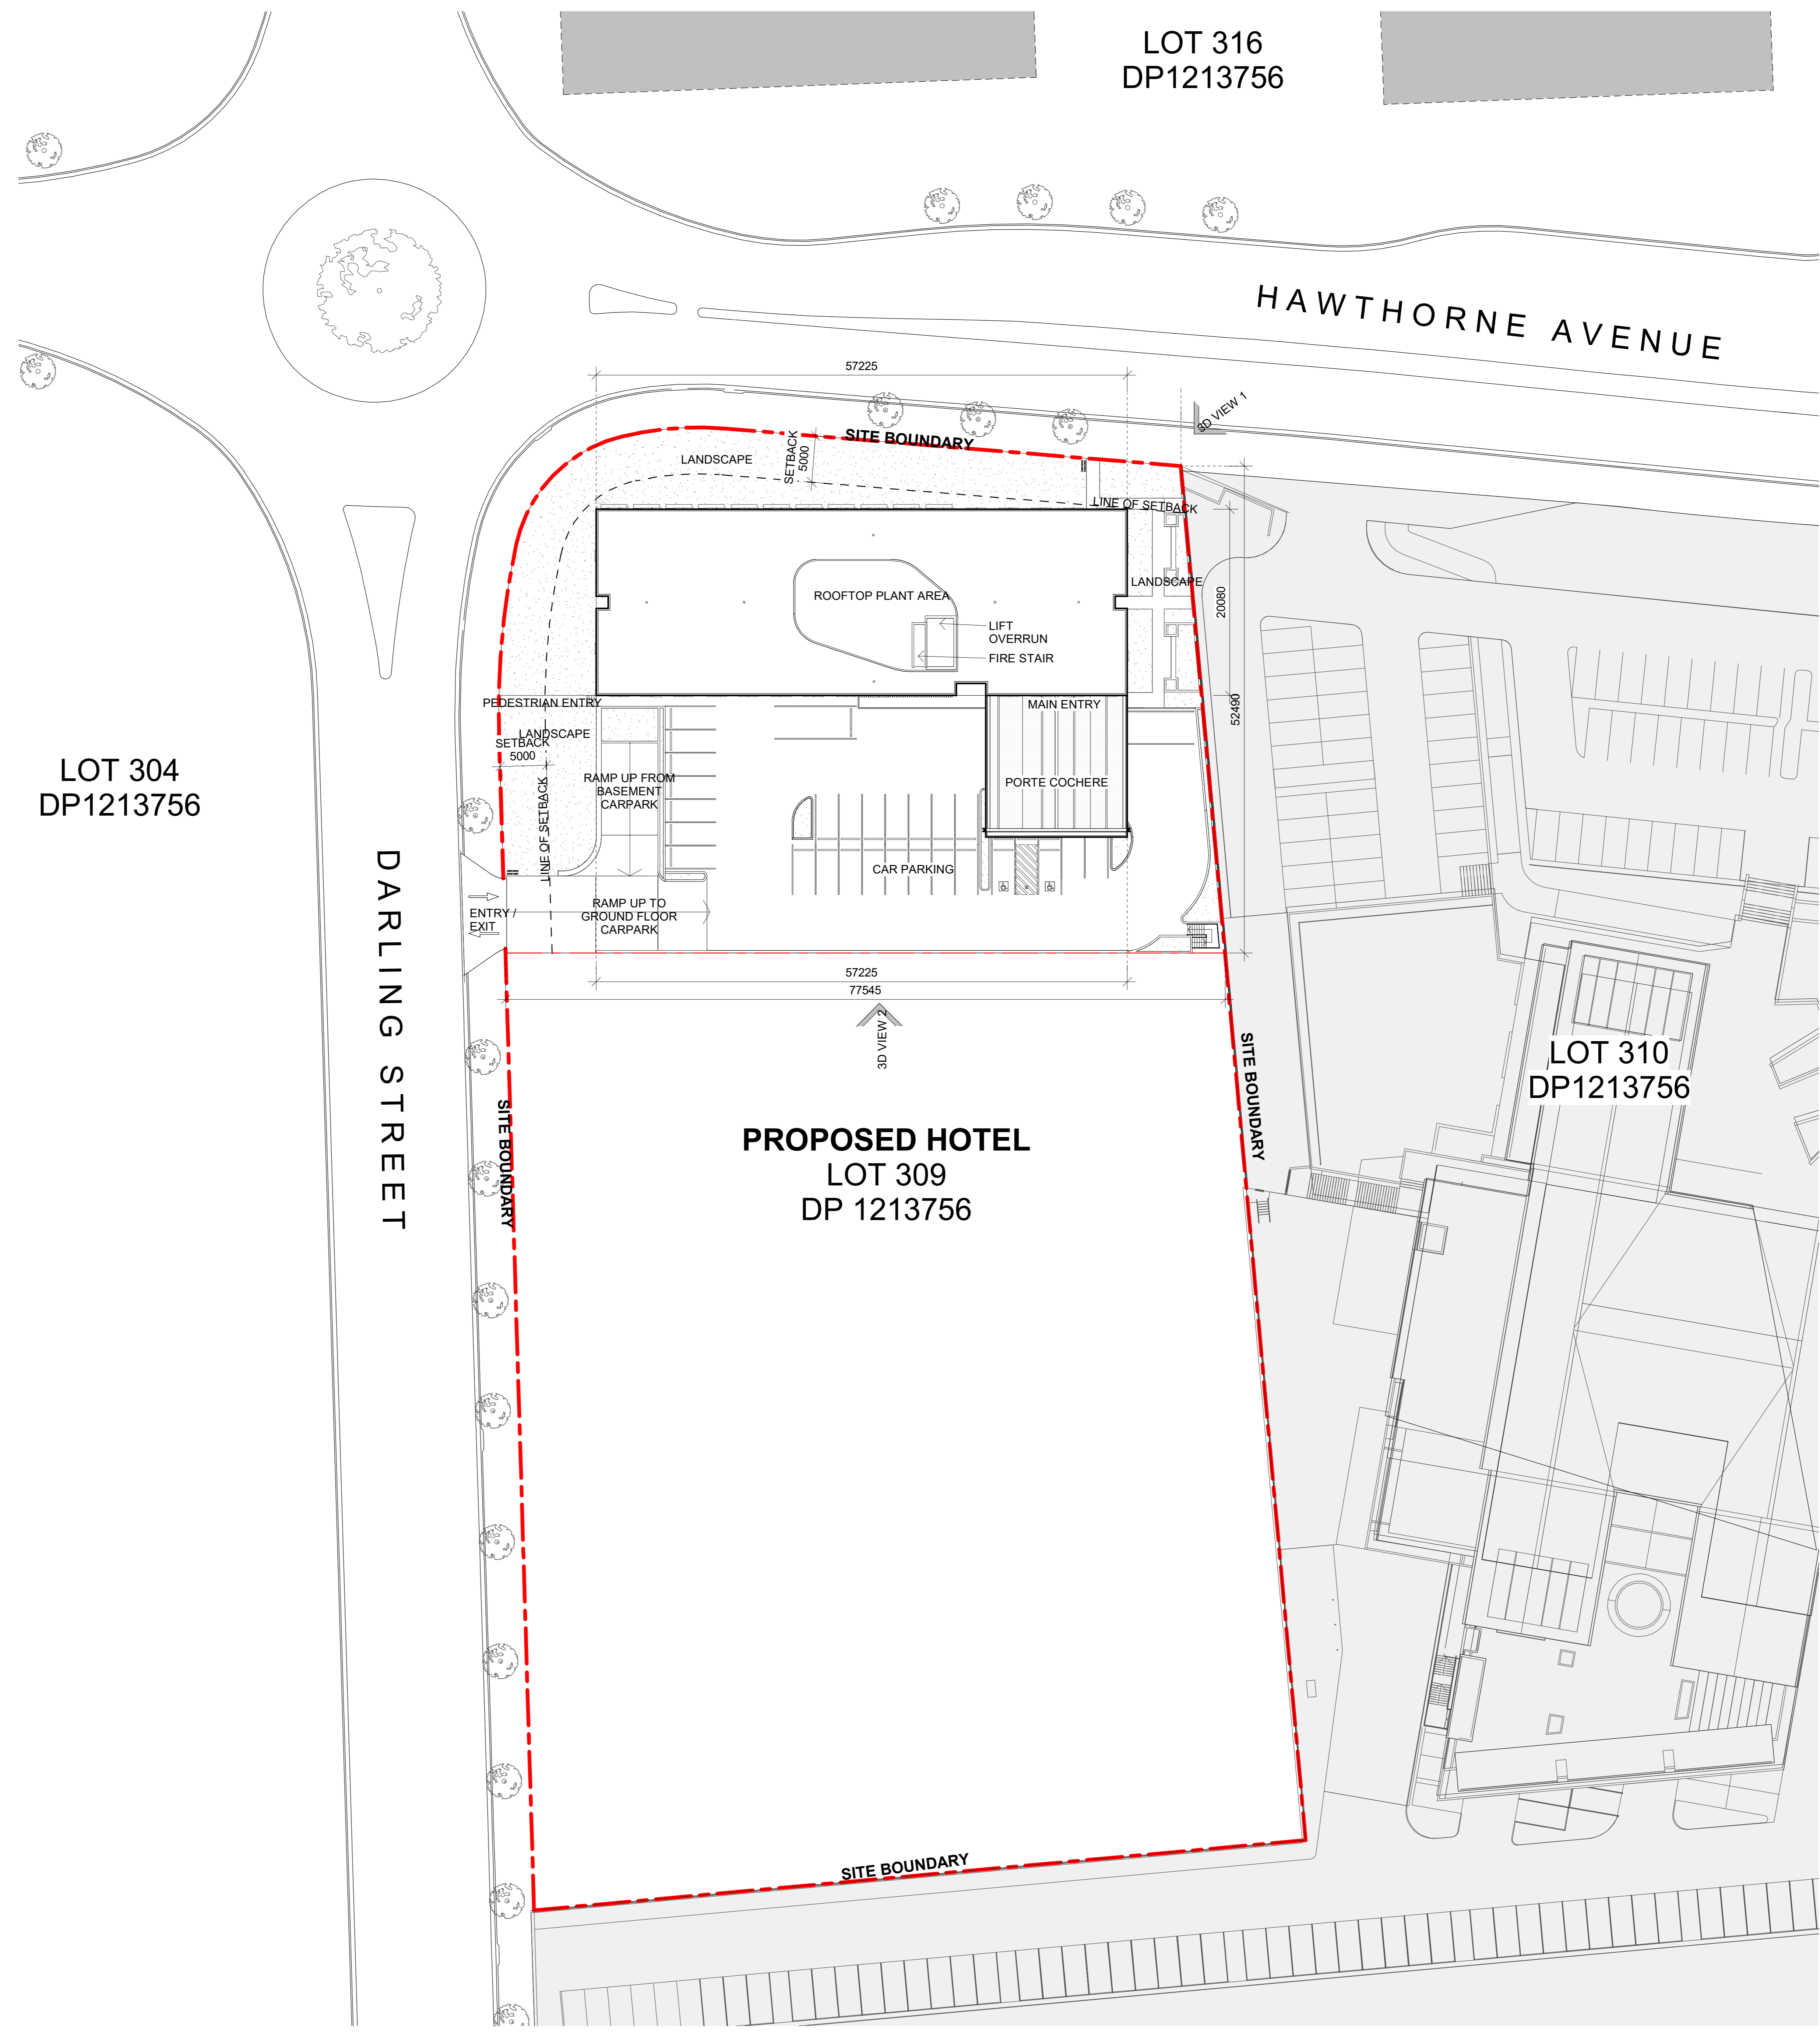 LOT 316
DP1213756
HAWTHORNE AVENUE
57225
3D VIEW 1
SITE BOUNDARY
SETBACK
5000
LANDSCAPE
LINE OF SETBACK
LANDSCAPE
ROOFTOP PLANT AREA
20080
LIFT
OVERRUN
FIRE STAIR
PEDESTRIAN ENTRY
MAIN ENTRY
52490
LANDSCAPE
SETBACK
5000
LOT 304
DP1213756
RAMP UP FROM
BASEMENT
CARPARK
PORTE COCHERE
LINE OF SETBACK
CAR PARKING
DARLING STREET
ENTRY /
EXIT
RAMP UP TO
GROUND FLOOR
CARPARK
57225
77545
3D VIEW 2
SITE BOUNDARY
LOT 310
DP1213756
SITE BOUNDARY
PROPOSED HOTEL
LOT 309
DP 1213756
SITE BOUNDARY